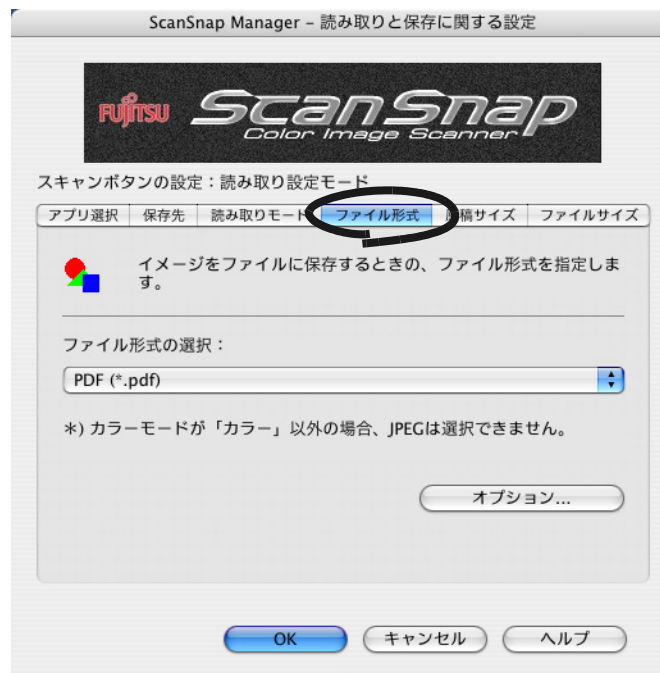 ScanSnap Manager – 読み取りと保存に関する設定
FUJITSU ScanSnap
Color Image Scanner
スキャンボタンの設定：読み取り設定モード
アプリ選択 保存先 読み取りモード ファイル形式 稿サイズ ファイルサイズ
イメージをファイルに保存するときの、ファイル形式を指定しま
す。
ファイル形式の選択：
PDF (*.pdf)
*) カラーモードが「カラー」以外の場合、JPEGは選択できません。
オプション...
OK キャンセル ヘルプ